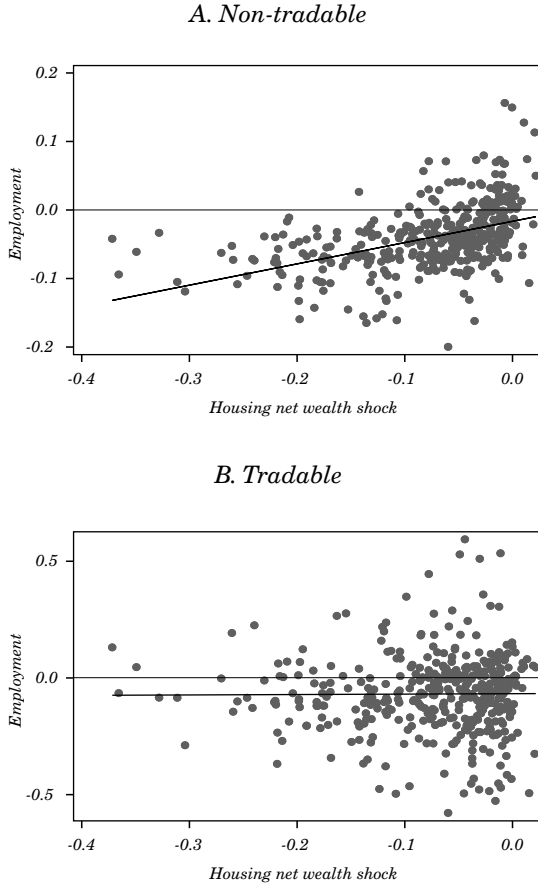 A. Non-tradable
0.2
0.1
0.0
-0.1
-0.2
Employment
-0.4 -0.3 -0.2 -0.1 0.0
Housing net wealth shock
B. Tradable
0.5
0.0
-0.5
Employment
-0.4 -0.3 -0.2 -0.1 0.0
Housing net wealth shock